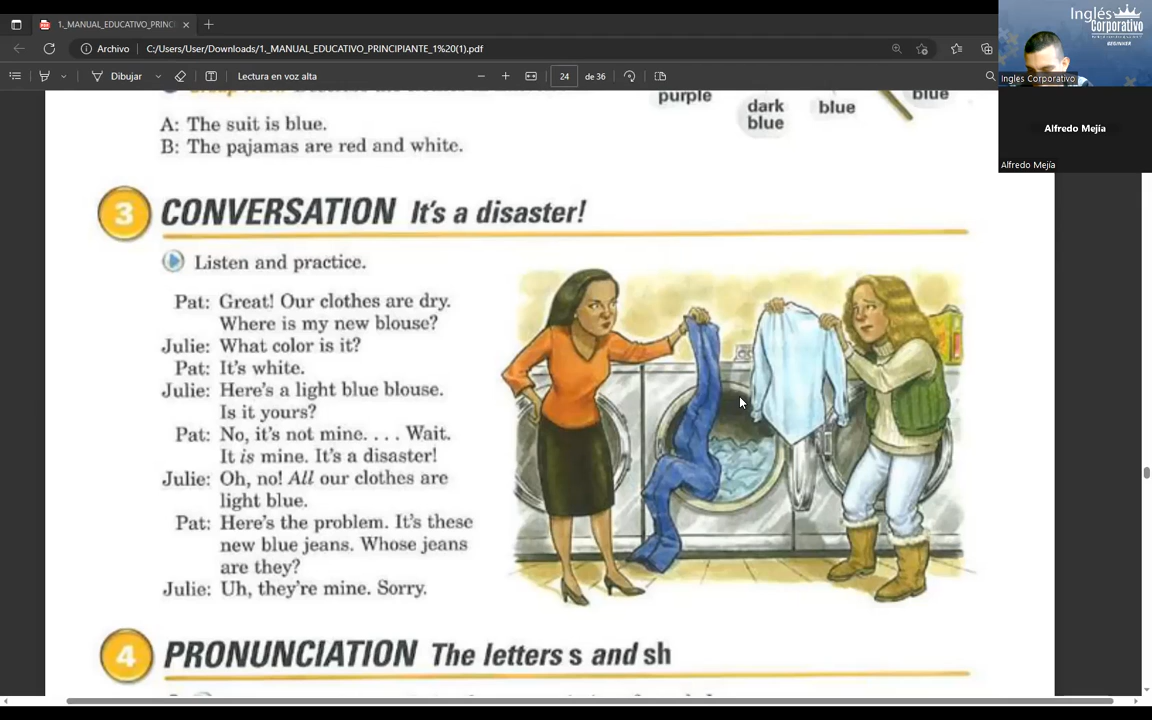 1._MANUAL_EDUCATIVO_PRINC
Archivo
C:/Users/User/Downloads/1._MANUAL_EDUCATIVO_PRINCIPIANTE_1%20(1).pdf
Dibujar
Lectura en voz alta
24
de 36
Inglés
Corporativo
BEGINNER
Ingles Corporativo
Alfredo Mejía
Alfredo Mejía
purple
dark
blue
blue
blue
A: The suit is blue.
B: The pajamas are red and white.
3 CONVERSATION It's a disaster!
Listen and practice.
Pat: Great! Our clothes are dry.
Where is my new blouse?
Julie: What color is it?
Pat: It's white.
Julie: Here's a light blue blouse.
Is it yours?
Pat: No, it's not mine. . . . Wait.
It is mine. It's a disaster!
Julie: Oh, no! All our clothes are
light blue.
Pat: Here's the problem. It's these
new blue jeans. Whose jeans
are they?
Julie: Uh, they're mine. Sorry.
4 PRONUNCIATION The letters s and sh